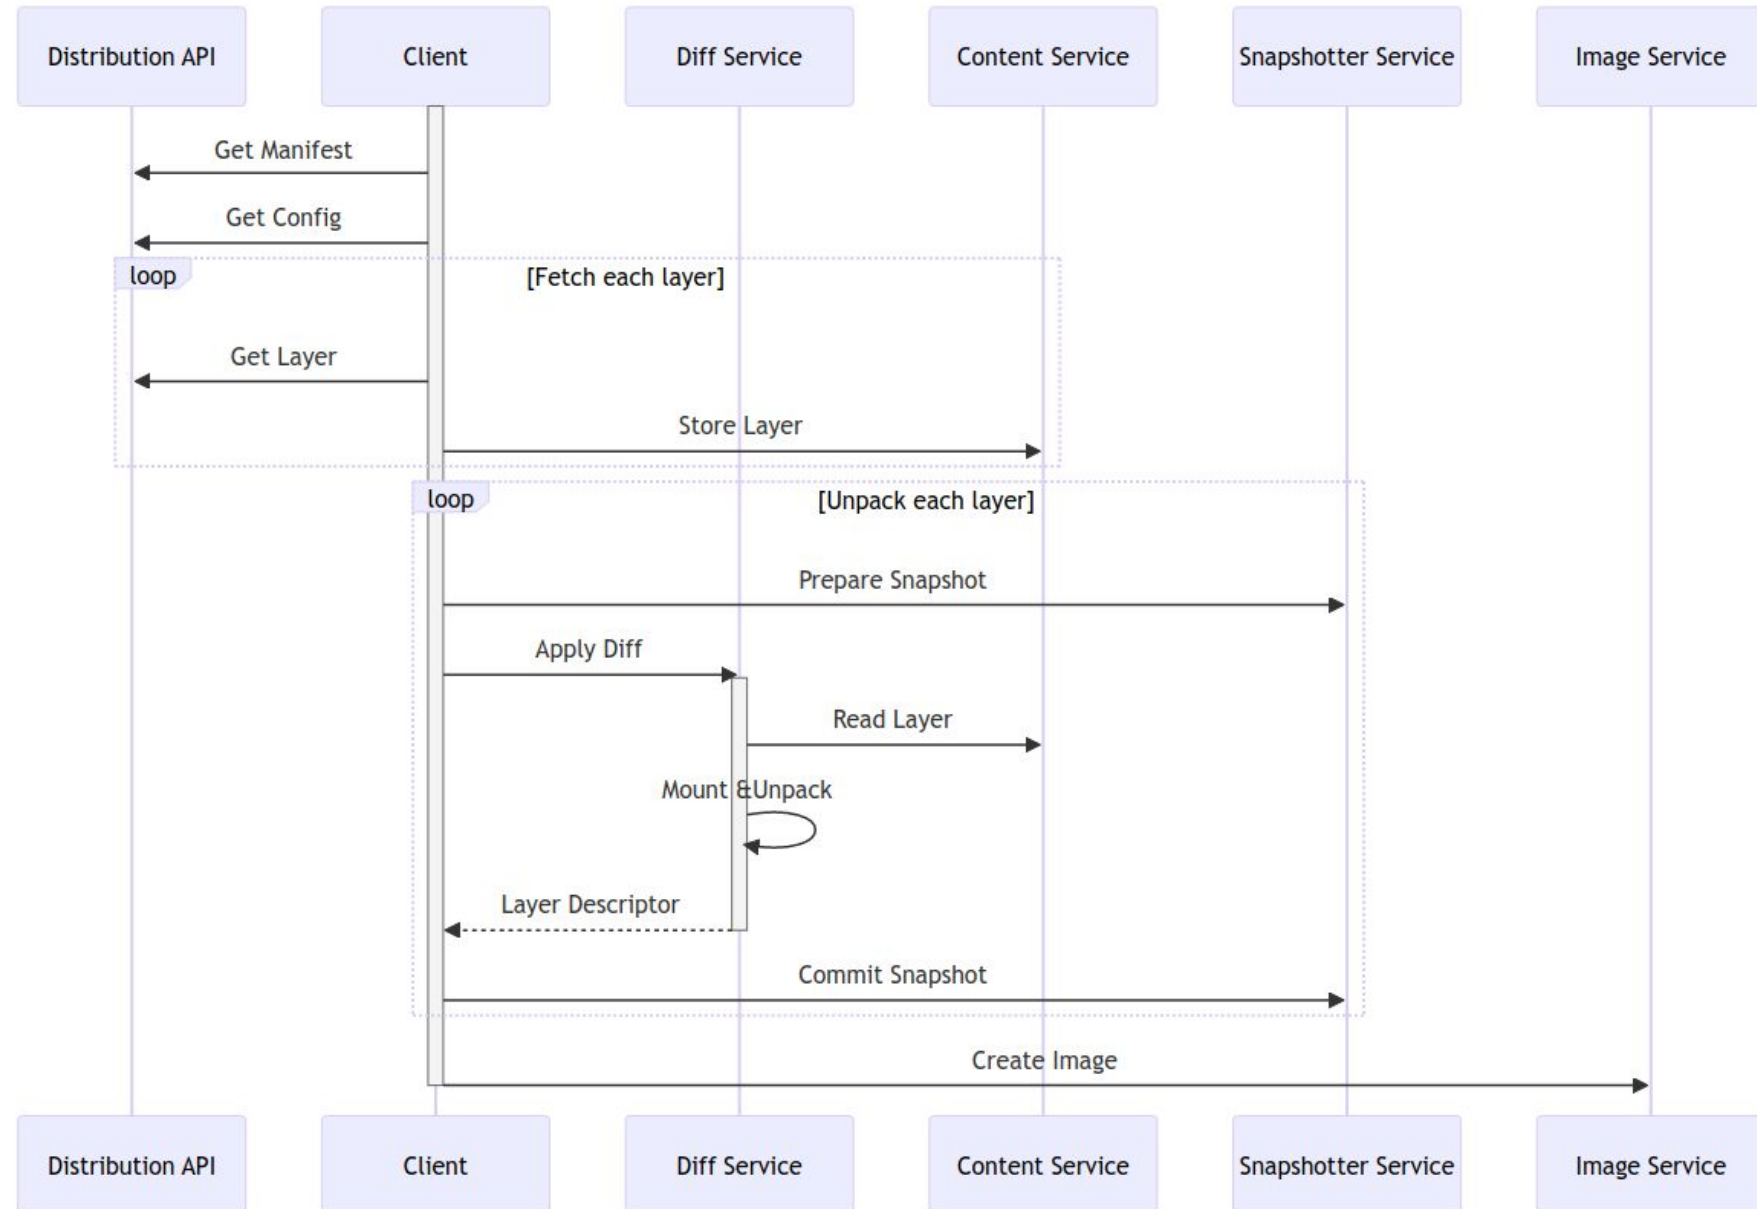 Distribution API
Client
Diff Service
Content Service
Snapshotter Service
Image Service
Get Manifest
Get Config
loop
[Fetch each layer]
Get Layer
Store Layer
loop
[Unpack each layer]
Prepare Snapshot
Apply Diff
Read Layer
Mount &Unpack
Layer Descriptor
Commit Snapshot
Create Image
Distribution API
Client
Diff Service
Content Service
Snapshotter Service
Image Service